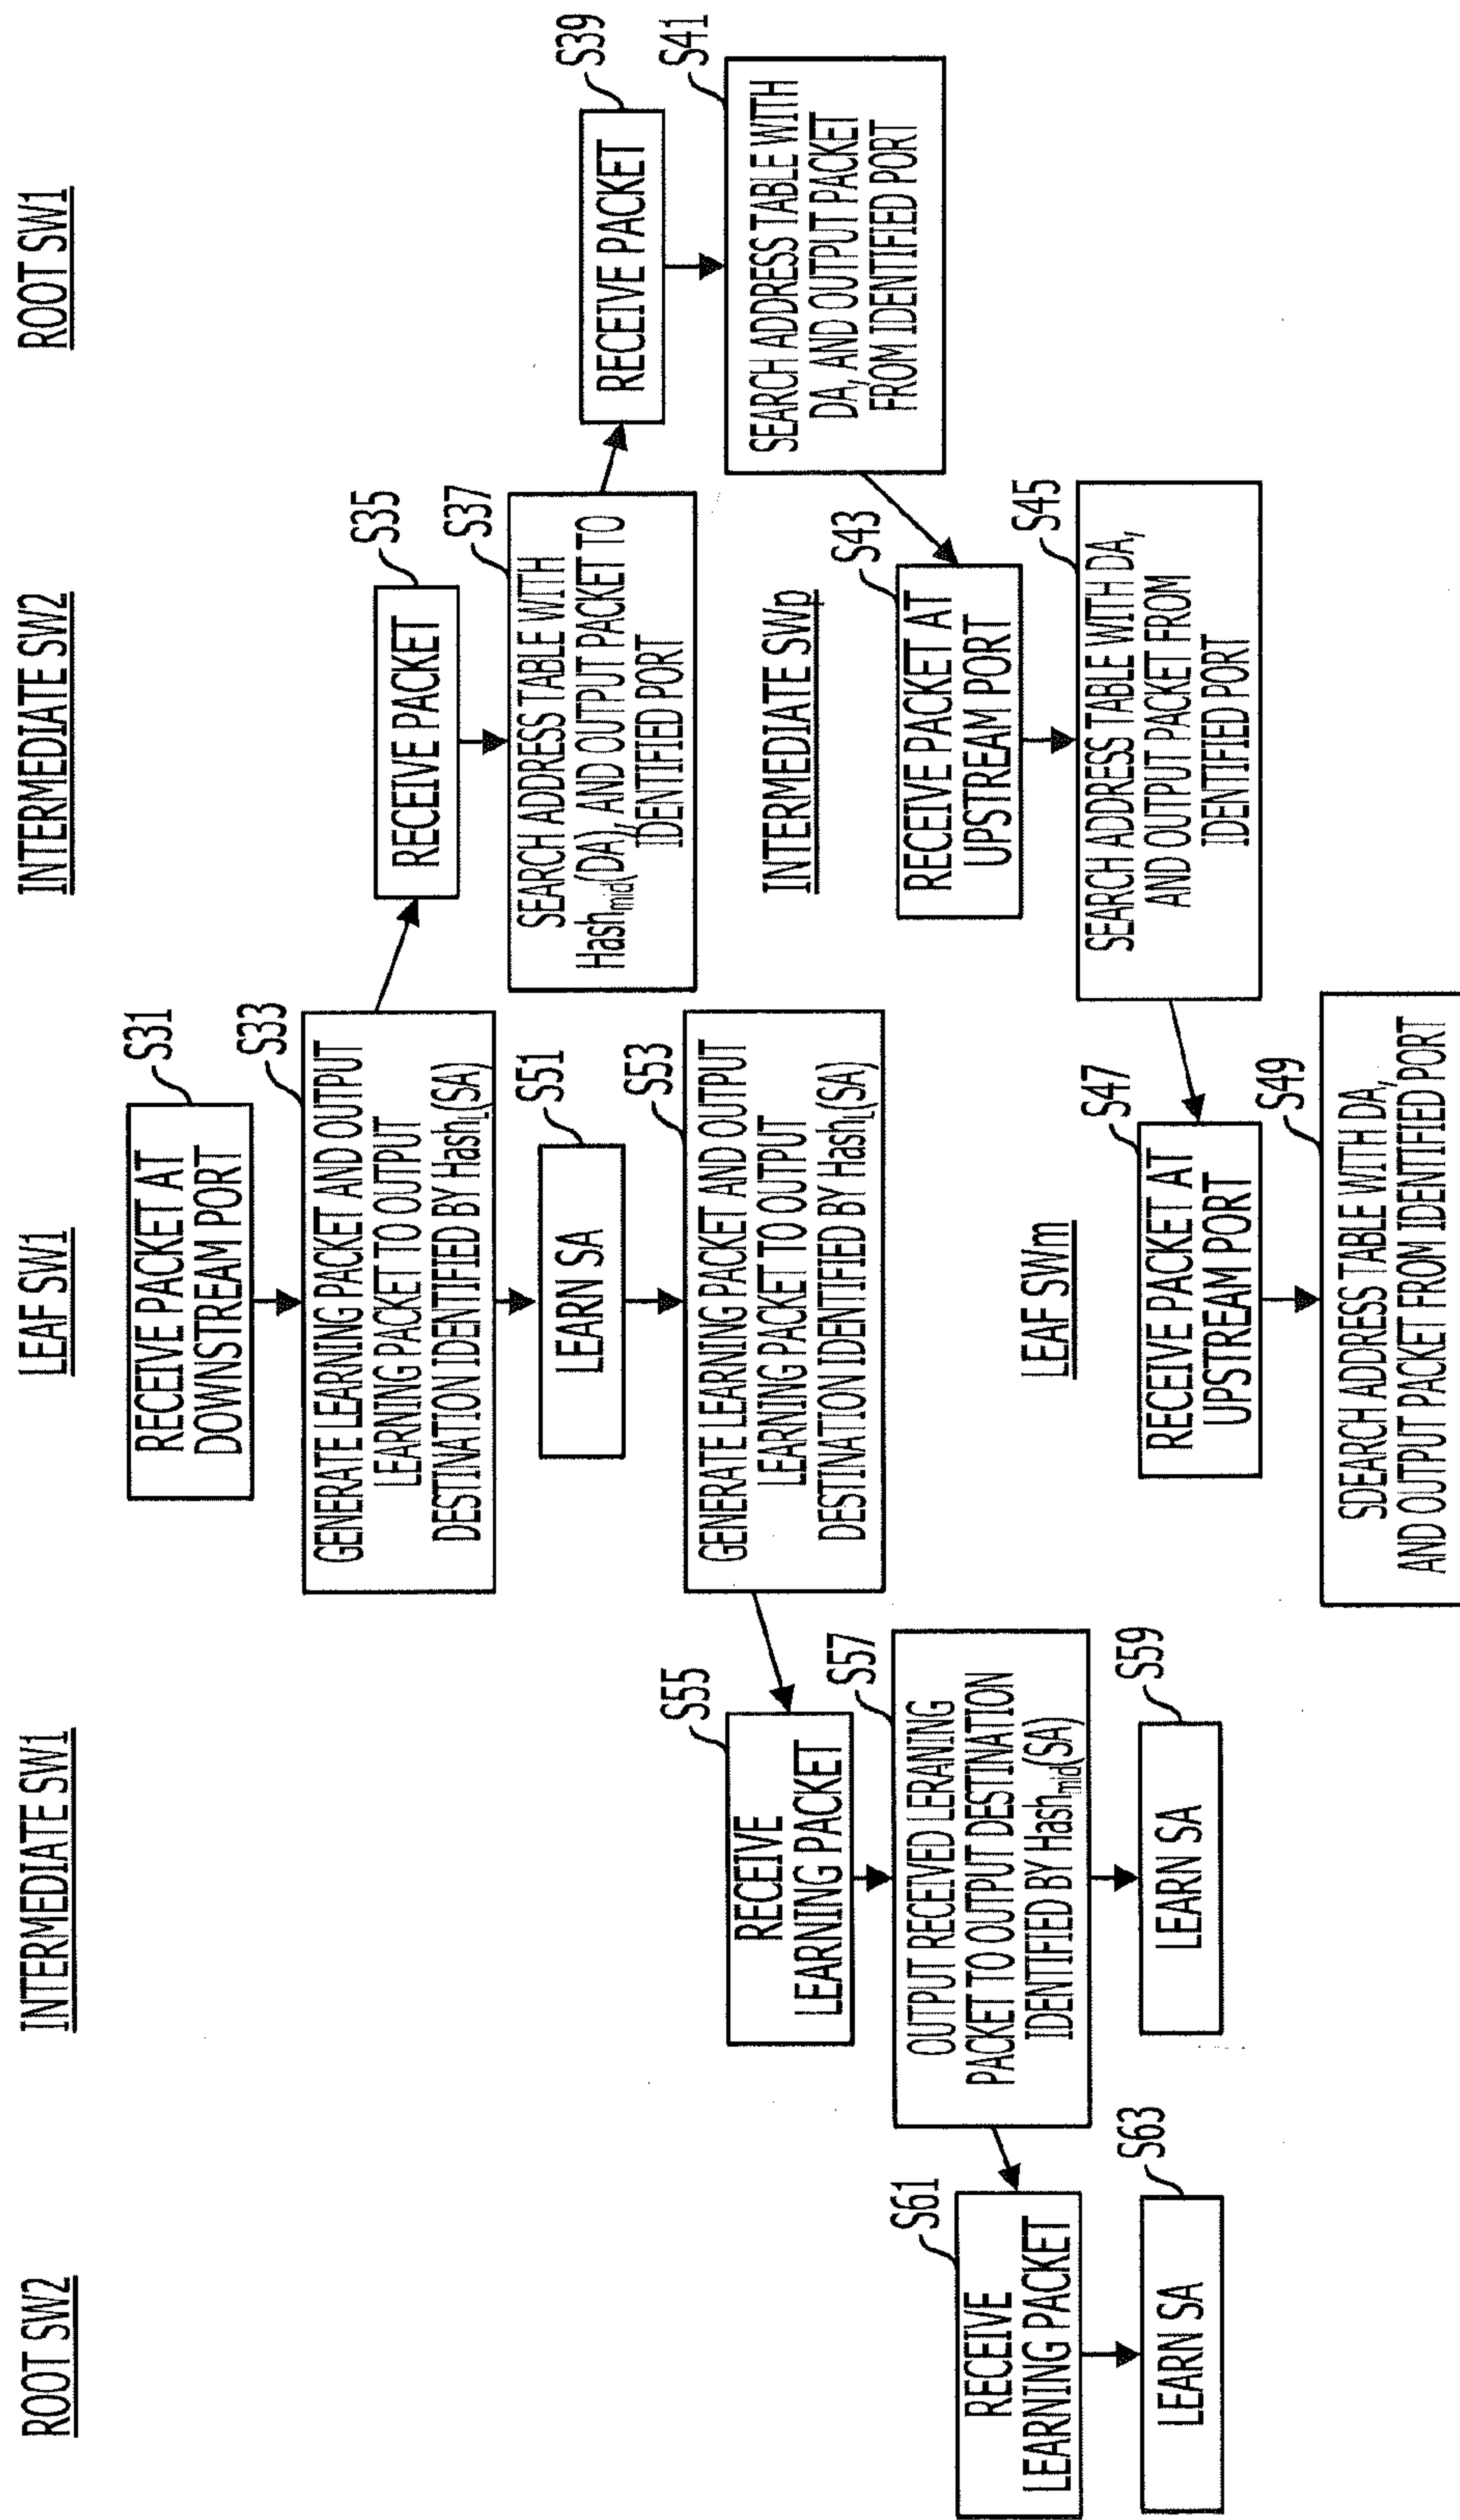 ROOT SW2
INTERMEDIATE SW1
LEAF SW1
INTERMEDIATE SW2
ROOT SW1
S31
RECEIVE PACKET AT
DOWNSTREAM PORT
S33
GENERATE LEARNING PACKET AND OUTPUT
LEARNING PACKET TO OUTPUT
DESTINATION IDENTIFIED BY HashL(SA)
S35
RECEIVE PACKET
S37
SEARCH ADDRESS TABLE WITH
Hashmid(DA), AND OUTPUT PACKET TO
IDENTIFIED PORT
S39
RECEIVE PACKET
S41
SEARCH ADDRESS TABLE WITH
DA, AND OUTPUT PACKET
FROM IDENTIFIED PORT
INTERMEDIATE SWp
S43
RECEIVE PACKET AT
UPSTREAM PORT
S45
SEARCH ADDRESS TABLE WITH DA,
AND OUTPUT PACKET FROM
IDENTIFIED PORT
LEAF SWm
S47
RECEIVE PACKET AT
UPSTREAM PORT
S49
SDEARCH ADDRESS TABLE WITH DA,
AND OUTPUT PACKET FROM IDENTIFIED PORT
S51
LEARN SA
S53
GENERATE LEARNING PACKET AND OUTPUT
LEARNING PACKET TO OUTPUT
DESTINATION IDENTIFIED BY HashL(SA)
S55
RECEIVE
LEARNING PACKET
S57
OUTPUT RECEIVED LERANING
PACKET TO OUTPUT DESTINATION
IDENTIFIED BY Hashmid(SA)
S59
LEARN SA
S61
RECEIVE
LEARNING PACKET
S63
LEARN SA